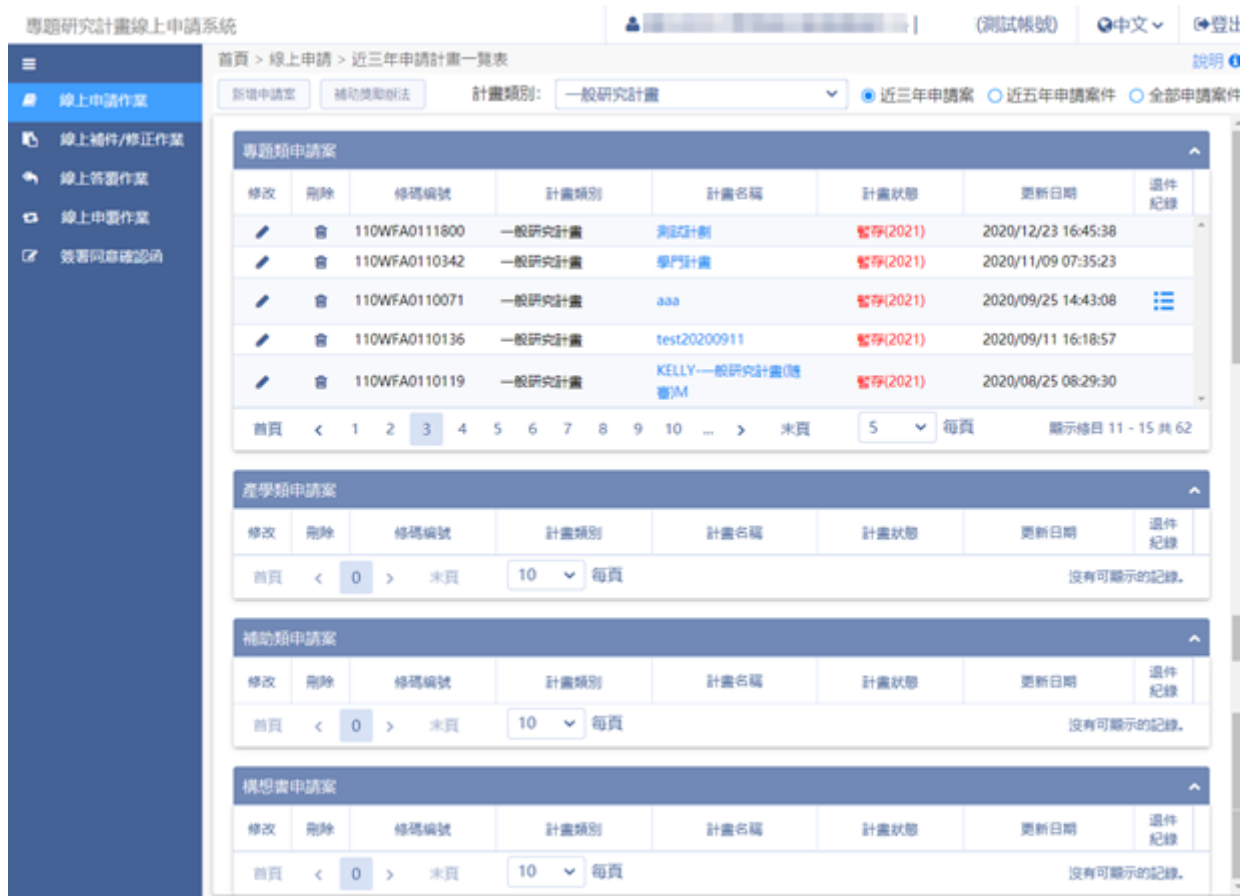 專題研究計畫線上申請系統 | (測試帳號) 中文 登出
首頁 > 線上申請 > 近三年申請計畫一覽表 說明
線上申請作業
線上補件/修正作業
線上答覆作業
線上申覆作業
簽署同意確認函
新增申請案 補助獎勵辦法 計畫類別: 一般研究計畫 近三年申請案 近五年申請案件 全部申請案件
專題類申請案
修改 刪除 條碼編號 計畫類別 計畫名稱 計畫狀態 更新日期 退件紀錄
110WFA0111800 一般研究計畫 測試計劃 暫存(2021) 2020/12/23 16:45:38
110WFA0110342 一般研究計畫 學門計畫 暫存(2021) 2020/11/09 07:35:23
110WFA0110071 一般研究計畫 aaa 暫存(2021) 2020/09/25 14:43:08
110WFA0110136 一般研究計畫 test20200911 暫存(2021) 2020/09/11 16:18:57
110WFA0110119 一般研究計畫 KELLY-一般研究計畫(隨審)M 暫存(2021) 2020/08/25 08:29:30
首頁 < 1 2 3 4 5 6 7 8 9 10 ... > 末頁 5 每頁 顯示條目 11 - 15 共 62
產學類申請案
修改 刪除 條碼編號 計畫類別 計畫名稱 計畫狀態 更新日期 退件紀錄
首頁 < 0 > 末頁 10 每頁 沒有可顯示的記錄。
補助類申請案
修改 刪除 條碼編號 計畫類別 計畫名稱 計畫狀態 更新日期 退件紀錄
首頁 < 0 > 末頁 10 每頁 沒有可顯示的記錄。
構想書申請案
修改 刪除 條碼編號 計畫類別 計畫名稱 計畫狀態 更新日期 退件紀錄
首頁 < 0 > 末頁 10 每頁 沒有可顯示的記錄。